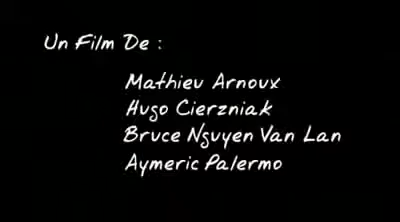 Un Film De :
Mathieu Arnoux
Hugo Cierzniak
Bruce Nguyen Van Lan
Aymeric Palermo